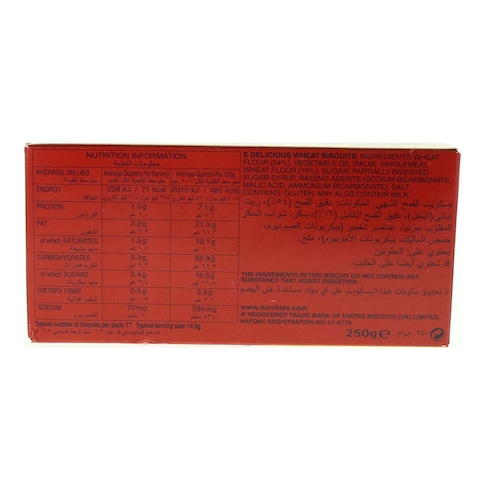 NUTRITION INFORMATION
معلومات التغذية
AVERAGE VALUES Average Quantity Per Serving Average Quantity Per 100g
ENERGY 298 kJ / 71 kcal 2015 kJ / 481 kcal
الطاقة
PROTEIN 1.0g 7.1g
البروتين
FAT 3.2g 21.3g
الدهون
of which SATURATES 1.5g 10.1g
CARBOHYDRATES 9.3g 62.9g
الكربوهيدرات
of which SUGARS 2.4g 16.5g
DIETARY FIBRE 0.5g 3.6g
SODIUM 70mg 534mg
الصوديوم
Typical number of biscuits per pack: 17 Typical serving size: 14.8g
E DELICIOUS WHEAT BISCUITS. INGREDIENTS: WHEAT
FLOUR (54%), VEGETABLE OIL (PALM), WHOLEMEAL
WHEAT FLOUR (16%), SUGAR, PARTIALLY INVERTED
SUGAR SYRUP, RAISING AGENTS (SODIUM BICARBONATE,
MALIC ACID, AMMONIUM BICARBONATE), SALT.
CONTAINS: GLUTEN. MAY ALSO CONTAIN MILK.
بسكويت القمح الشهي. المكونات: دقيق القمح (٥٤٪)، زيت
نباتي (النخل)، دقيق القمح الكامل (١٦٪)، سكر، شراب السكر
المقلوب جزئيا، عناصر تخمير (بيكربونات الصوديوم،
حمض الماليك، بيكربونات الأمونيوم)، ملح.
يحتوي على: الجلوتين.
قد يحتوي أيضا على الحليب.
THE INGREDIENTS IN THIS BISCUIT DO NOT CONTAIN ANY
SUBSTANCE THAT ASSIST DIGESTION
لا تحتوي مكونات هذا البسكويت على أي مواد مساعدة على الهضم
www.mcvities.com
® REGISTERED TRADE MARK OF UNITED BISCUITS (UK) LIMITED.
NAFDAC REGISTRATION NO: 01-9776
250g ٢٥٠ جرام